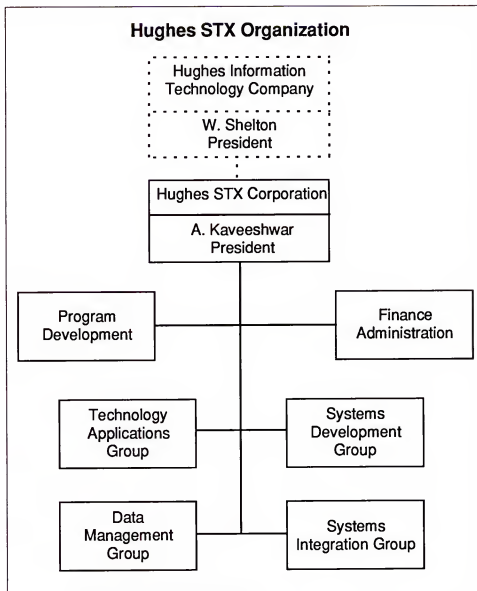 Hughes STX Organization
Hughes Information
Technology Company
W. Shelton
President
Hughes STX Corporation
A. Kaveeshwar
President
Program
Development
Finance
Administration
Technology
Applications
Group
Systems
Development
Group
Data
Management
Group
Systems
Integration Group